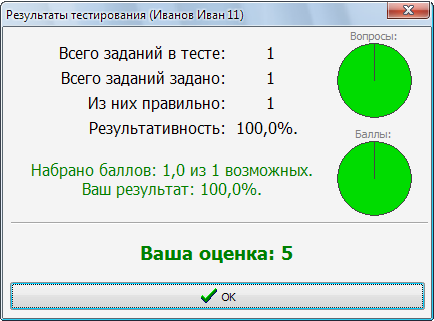 Результаты тестирования (Иванов Иван 11)
Вопросы:
Всего заданий в тесте: 1
Всего заданий задано: 1
Из них правильно: 1
Результативность: 100,0%.
Баллы:
Набрано баллов: 1,0 из 1 возможных.
Ваш результат: 100,0%.
Ваша оценка: 5
OK